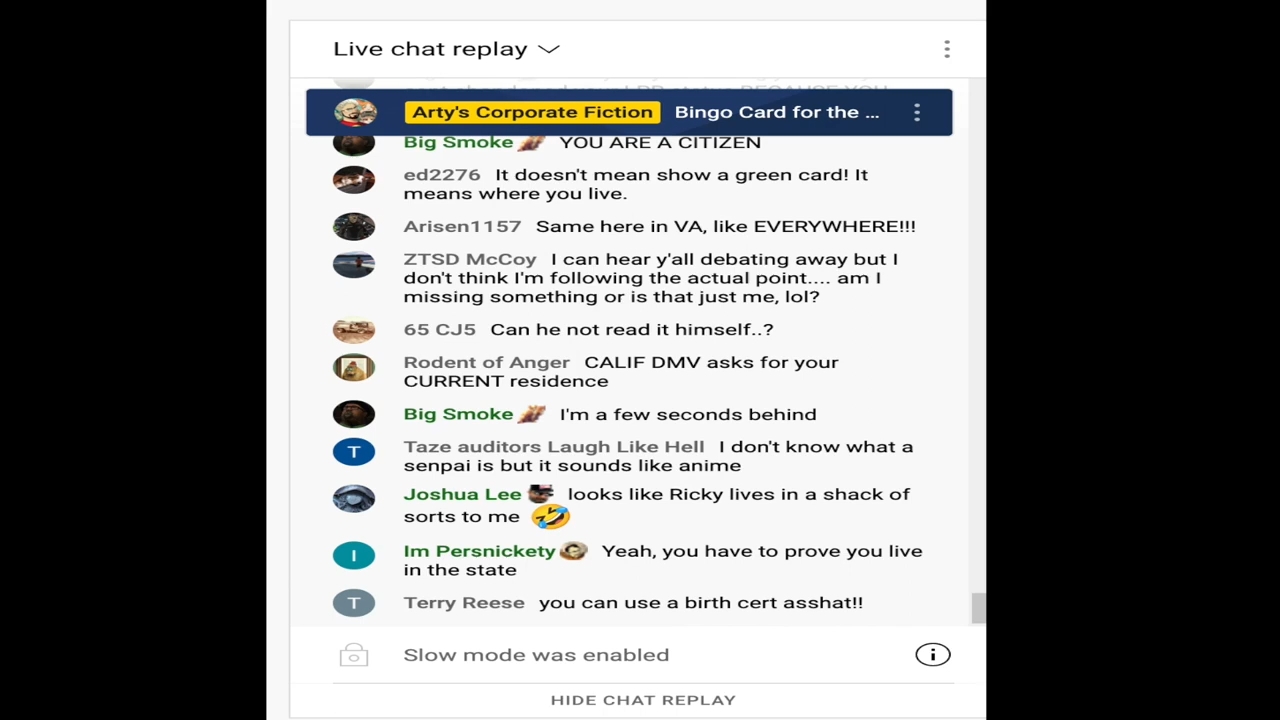 Live chat replay
Arty's Corporate Fiction Bingo Card for the ...
Big Smoke YOU ARE A CITIZEN
ed2276 It doesn't mean show a green card! It
means where you live.
Arisen1157 Same here in VA, like EVERYWHERE!!!
ZTSD McCoy I can hear y'all debating away but I
don't think I'm following the actual point.... am I
missing something or is that just me, lol?
65 CJ5 Can he not read it himself..?
Rodent of Anger CALIF DMV asks for your
CURRENT residence
Big Smoke I'm a few seconds behind
T Taze auditors Laugh Like Hell I don't know what a
senpai is but it sounds like anime
Joshua Lee looks like Ricky lives in a shack of
sorts to me 🤣
I Im Persnickety Yeah, you have to prove you live
in the state
T Terry Reese you can use a birth cert asshat!!
Slow mode was enabled
HIDE CHAT REPLAY